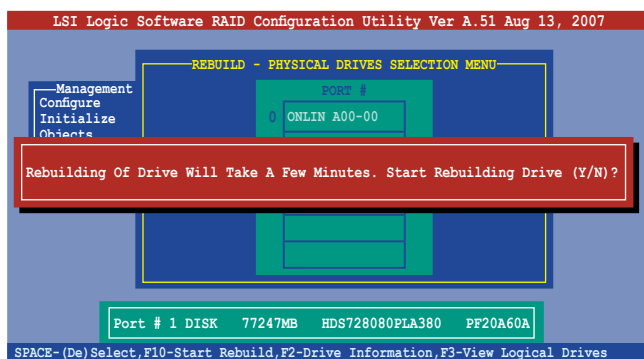 LSI Logic Software RAID Configuration Utility Ver A.51 Aug 13, 2007
REBUILD - PHYSICAL DRIVES SELECTION MENU
Management
Configure
Initialize
Objects
PORT #
0 ONLIN A00-00
Rebuilding Of Drive Will Take A Few Minutes. Start Rebuilding Drive (Y/N)?
Port # 1 DISK 77247MB HDS728080PLA380 PF20A60A
SPACE-(De)Select,F10-Start Rebuild,F2-Drive Information,F3-View Logical Drives